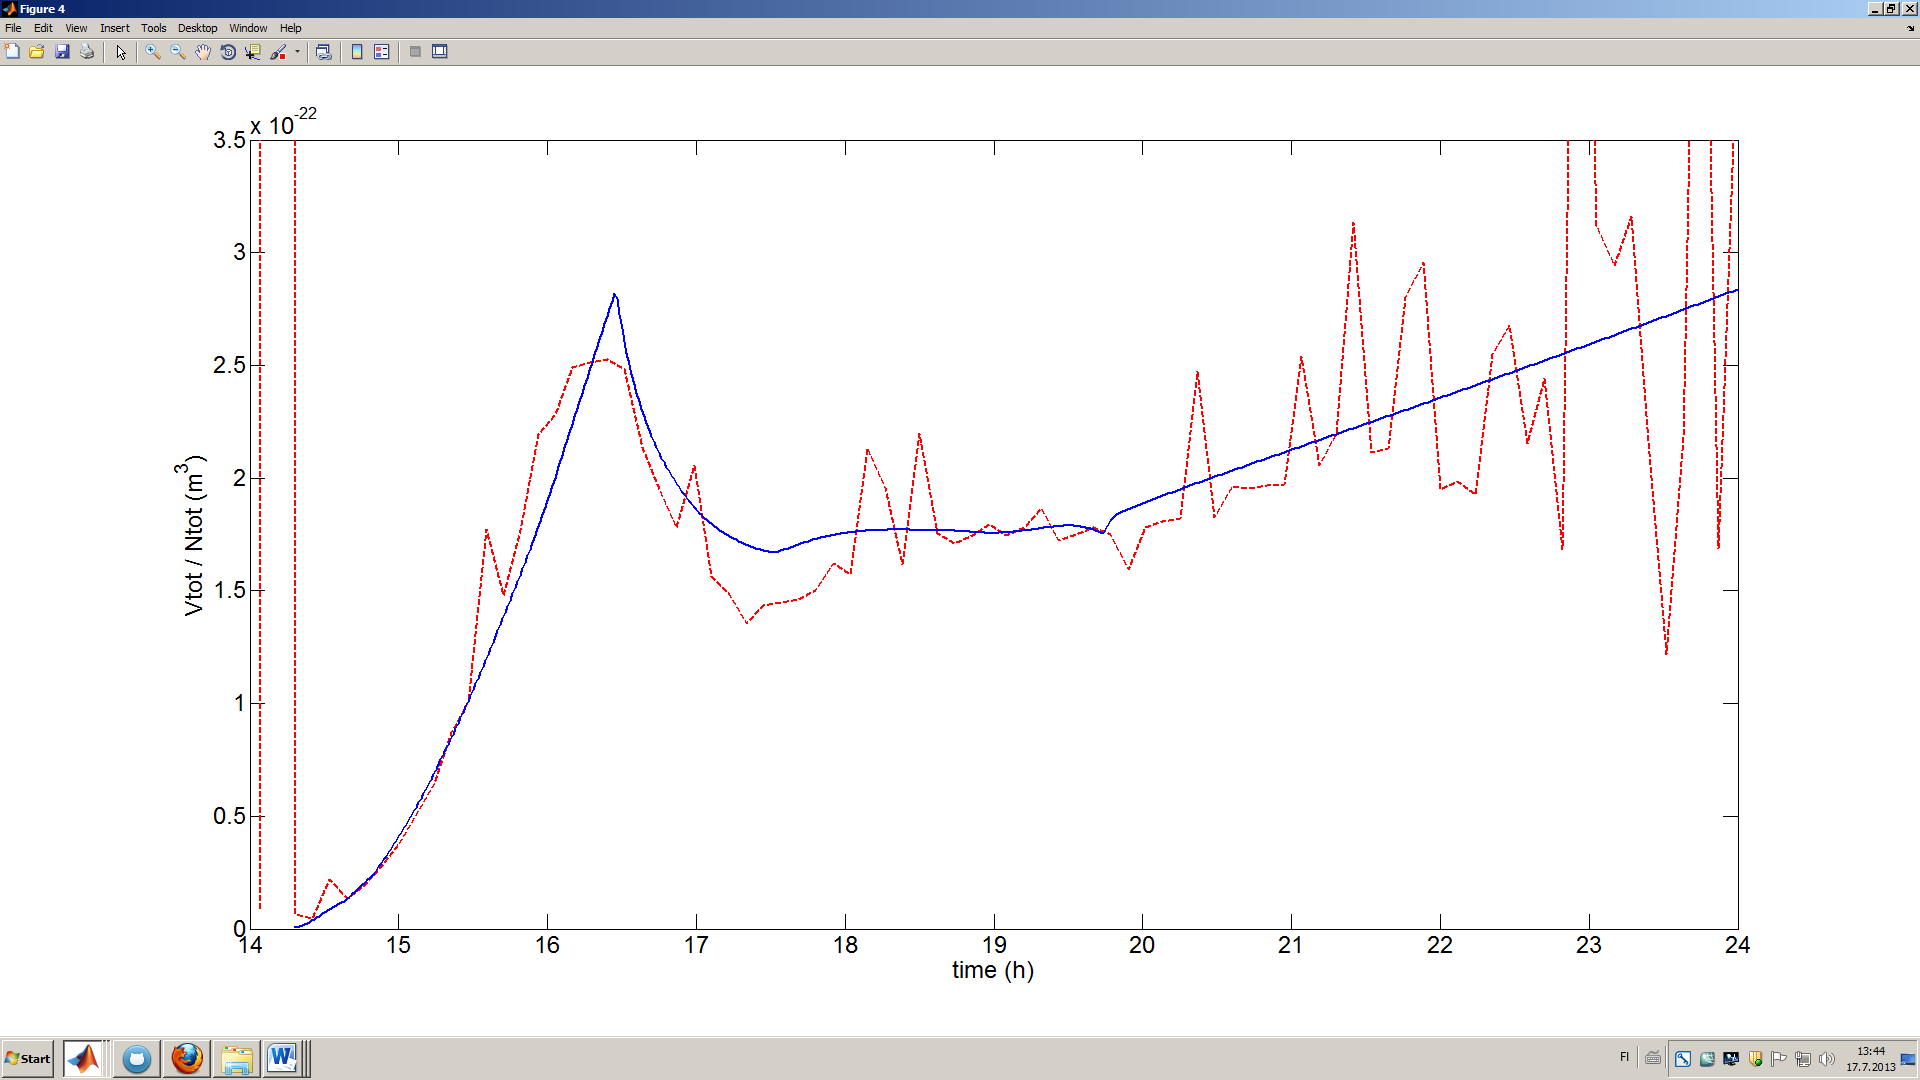 Figure 4
File Edit View Insert Tools Desktop Window Help
x 10-22
3.5
3
2.5
2
1.5
1
0.5
0
Vtot / Ntot (m3)
14 15 16 17 18 19 20 21 22 23 24
time (h)
Start
W
FI
13:44
17.7.2013